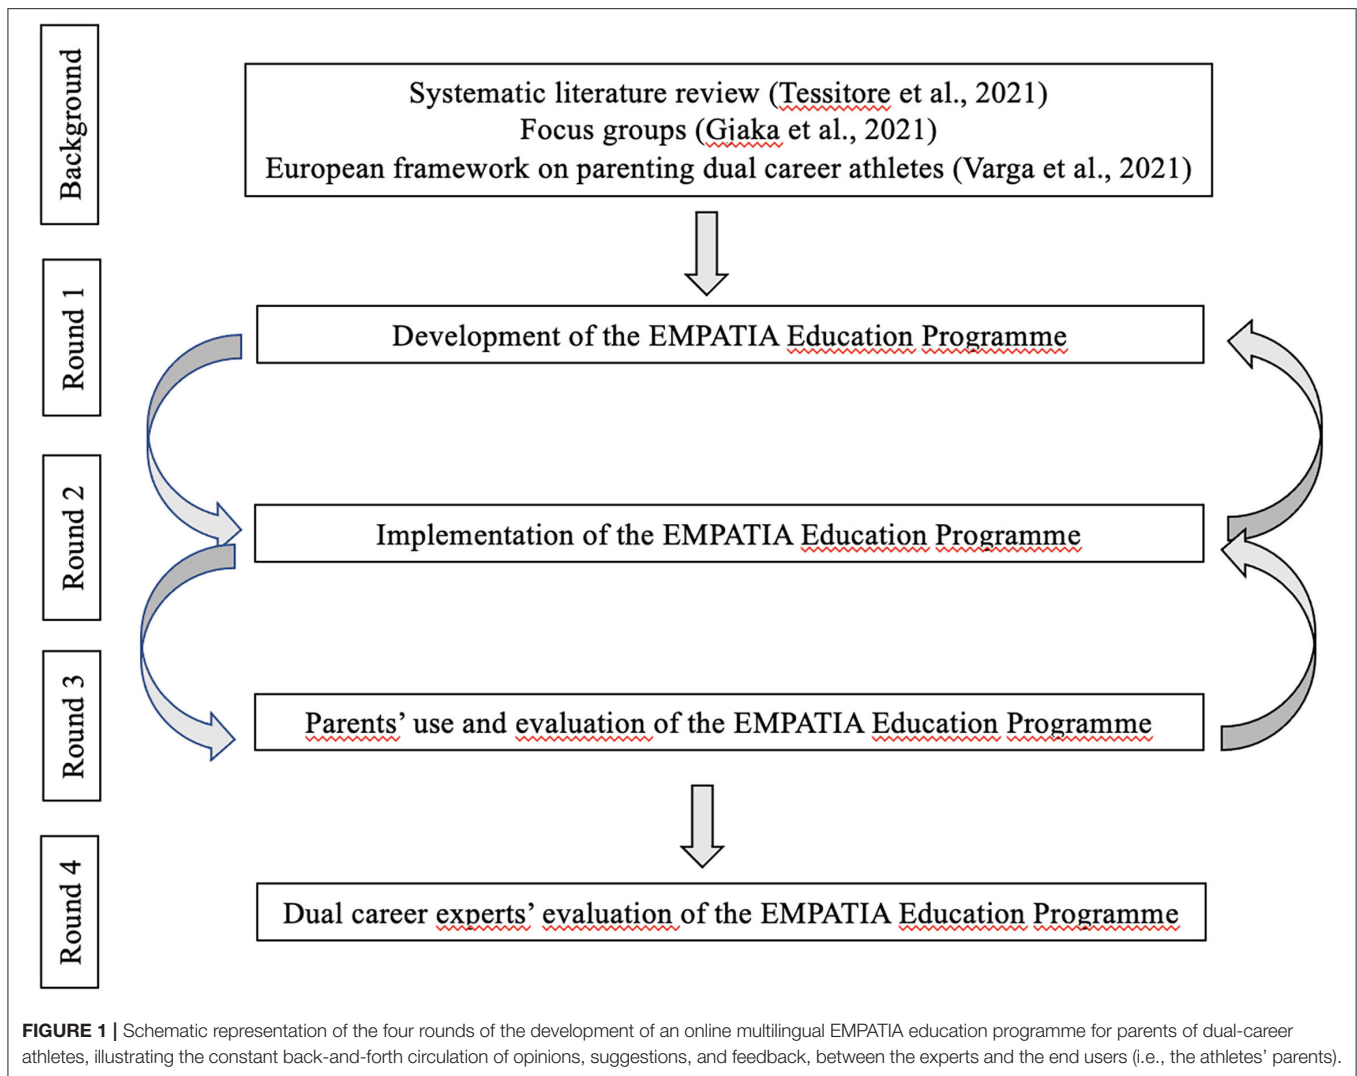 Background
Systematic literature review (Tessitore et al., 2021)
Focus groups (Gjaka et al., 2021)
European framework on parenting dual career athletes (Varga et al., 2021)
Round 1
Development of the EMPATIA Education Programme
Round 2
Implementation of the EMPATIA Education Programme
Round 3
Parents’ use and evaluation of the EMPATIA Education Programme
Round 4
Dual career experts’ evaluation of the EMPATIA Education Programme
FIGURE 1 | Schematic representation of the four rounds of the development of an online multilingual EMPATIA education programme for parents of dual-career
athletes, illustrating the constant back-and-forth circulation of opinions, suggestions, and feedback, between the experts and the end users (i.e., the athletes’ parents).